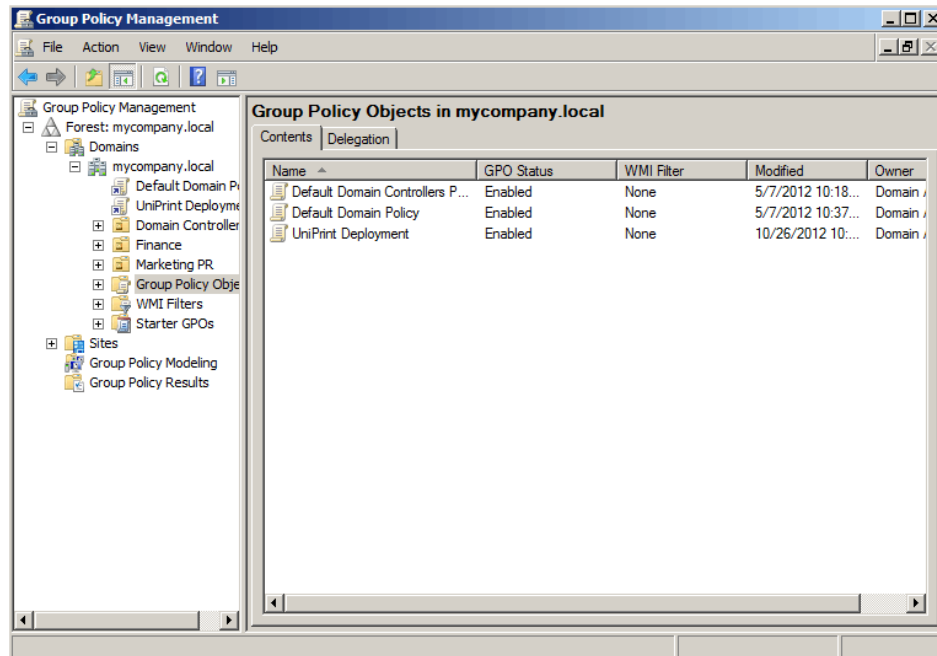 Group Policy Management
File Action View Window Help
Group Policy Management
Forest: mycompany.local
Domains
mycompany.local
Default Domain Po
UniPrint Deployme
Domain Controller
Finance
Marketing PR
Group Policy Obje
WMI Filters
Starter GPOs
Sites
Group Policy Modeling
Group Policy Results
Group Policy Objects in mycompany.local
Contents Delegation
Name GPO Status WMI Filter Modified Owner
Default Domain Controllers P... Enabled None 5/7/2012 10:18... Domain
Default Domain Policy Enabled None 5/7/2012 10:37... Domain
UniPrint Deployment Enabled None 10/26/2012 10:... Domain